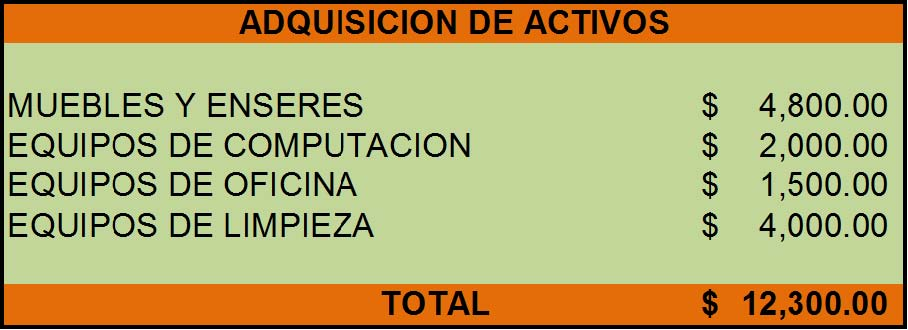 ADQUISICION DE ACTIVOS
MUEBLES Y ENSERES $ 4,800.00
EQUIPOS DE COMPUTACION $ 2,000.00
EQUIPOS DE OFICINA $ 1,500.00
EQUIPOS DE LIMPIEZA $ 4,000.00
TOTAL $ 12,300.00